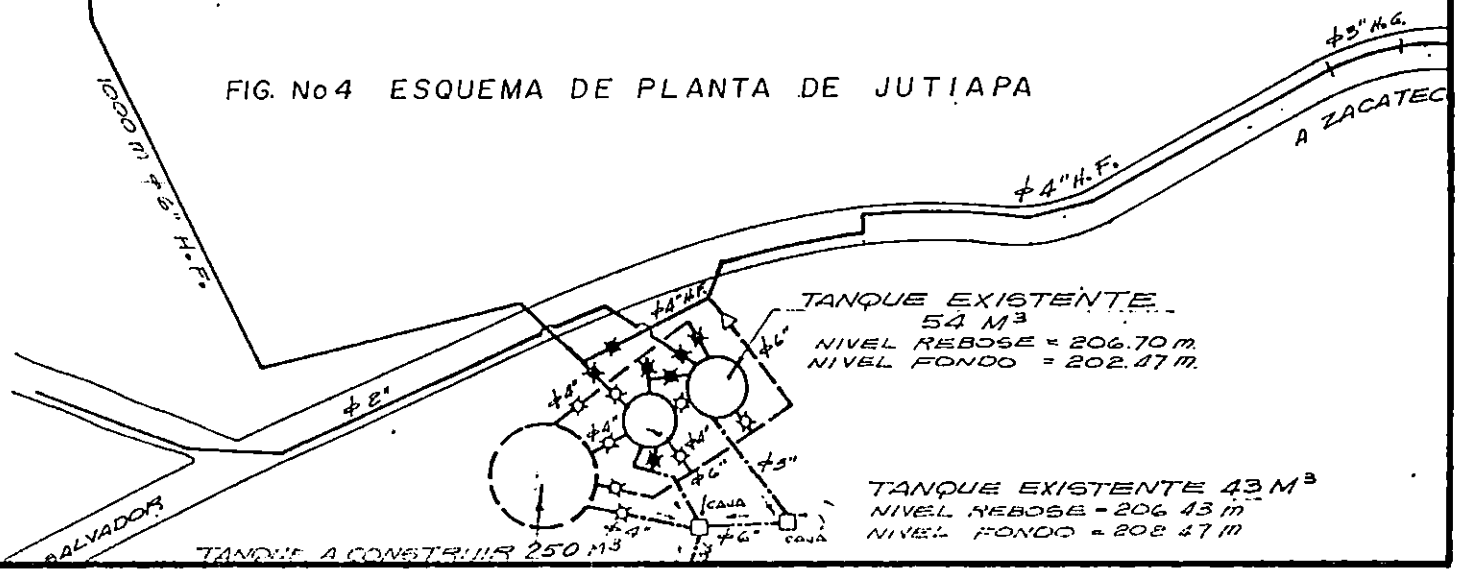 FIG. No 4 ESQUEMA DE PLANTA DE JUTIAPA
1000 m ϕ 6" H.F.
ϕ3" H.G.
A ZACATEC
ϕ4" H.F.
ϕ4" H.F.
TANQUE EXISTENTE
54 M³
NIVEL REBOSE = 206.70 m.
NIVEL FONDO = 202.47 m.
ϕ6"
ϕ2"
ϕ4"
ϕ4"
ϕ4"
ϕ6"
ϕ3"
TANQUE EXISTENTE 43 M³
NIVEL REBOSE = 206 43 m
NIVEL FONDO = 202 47 m
CAJA
CAJA
ϕ4"
ϕ6"
SALVADOR
TANQUE A CONSTRUIR 250 M³